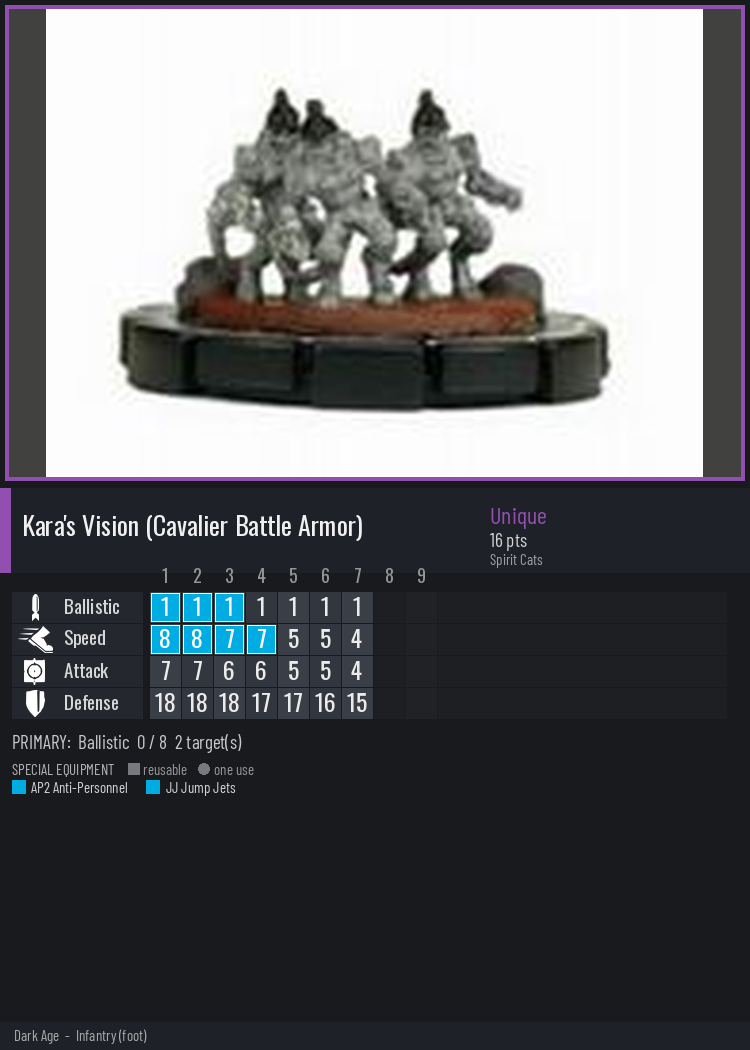 Kara's Vision (Cavalier Battle Armor)
Unique
16 pts
Spirit Cats
1 2 3 4 5 6 7 8 9
Ballistic 1 1 1 1 1 1 1
Speed 8 8 7 7 5 5 4
Attack 7 7 6 6 5 5 4
Defense 18 18 18 17 17 16 15
PRIMARY: Ballistic 0 / 8 2 target(s)
SPECIAL EQUIPMENT reusable one use
AP2 Anti-Personnel JJ Jump Jets
Dark Age - Infantry (foot)